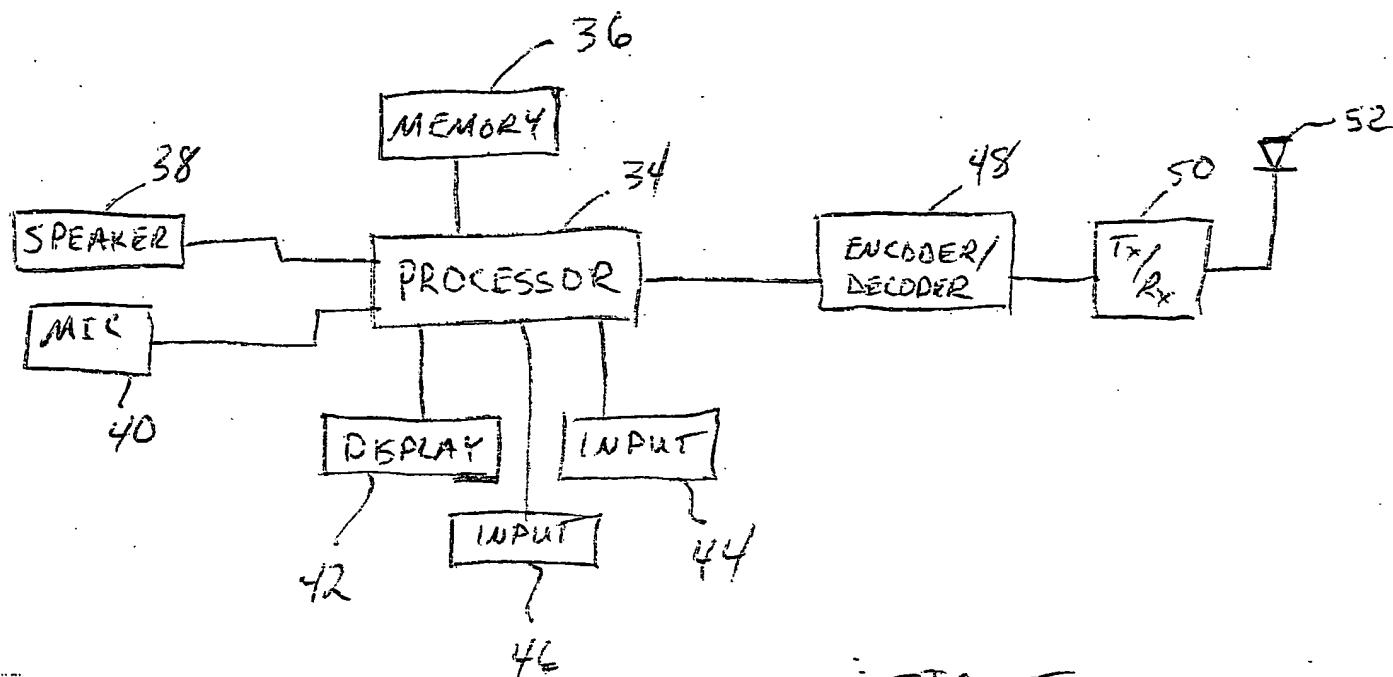 36
MEMORY
52
38
34
48
50
SPEAKER
PROCESSOR
ENCODER/
DECODER
Tx/
Rx
MIC
40
DISPLAY
INPUT
INPUT
42
44
46